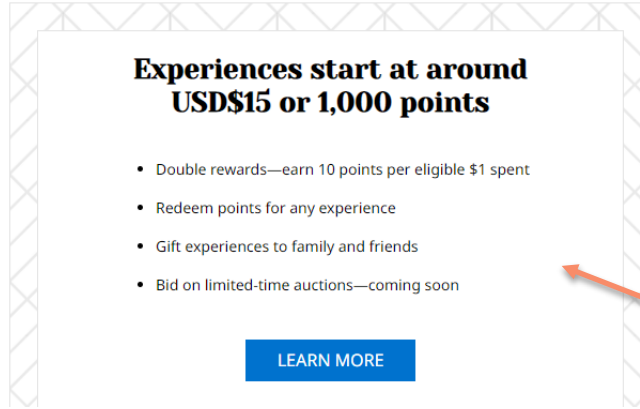 Experiences start at around
USD$15 or 1,000 points
• Double rewards—earn 10 points per eligible $1 spent
• Redeem points for any experience
• Gift experiences to family and friends
• Bid on limited-time auctions—coming soon
LEARN MORE